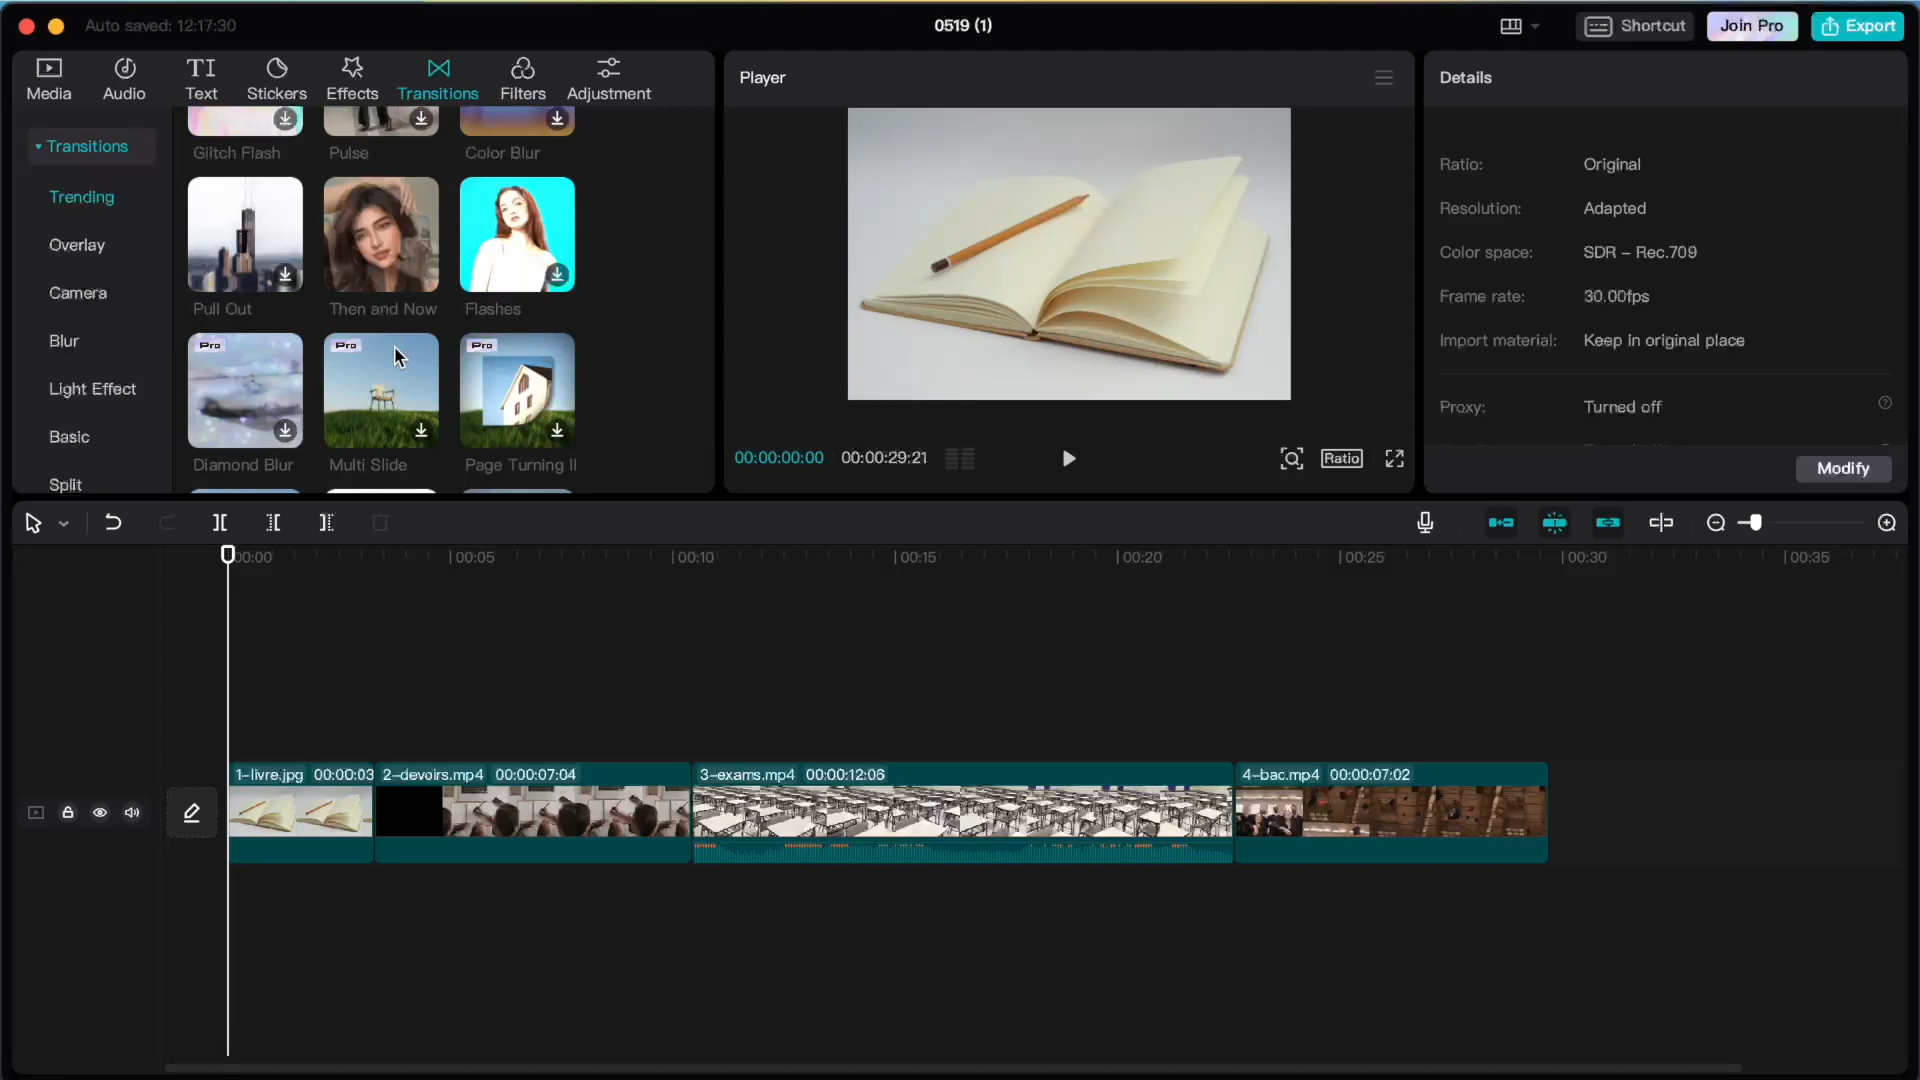 Auto saved: 12:17:30
0519 (1)
Shortcut
Join Pro
Export
Media
Audio
TI
Text
Stickers
Effects
Transitions
Filters
Adjustment
Transitions
Trending
Overlay
Camera
Blur
Light Effect
Basic
Split
Glitch Flash
Pulse
Color Blur
Pull Out
Then and Now
Flashes
Pro
Pro
Pro
Diamond Blur
Multi Slide
Page Turning II
Player
00:00:00:00
00:00:29:21
Ratio
Details
Ratio: Original
Resolution: Adapted
Color space: SDR – Rec.709
Frame rate: 30.00fps
Import material: Keep in original place
Proxy: Turned off
Modify
00:00
00:05
00:10
00:15
00:20
00:25
00:30
00:35
1-livre.jpg 00:00:03
2-devoirs.mp4 00:00:07:04
3-exams.mp4 00:00:12:06
4-bac.mp4 00:00:07:02